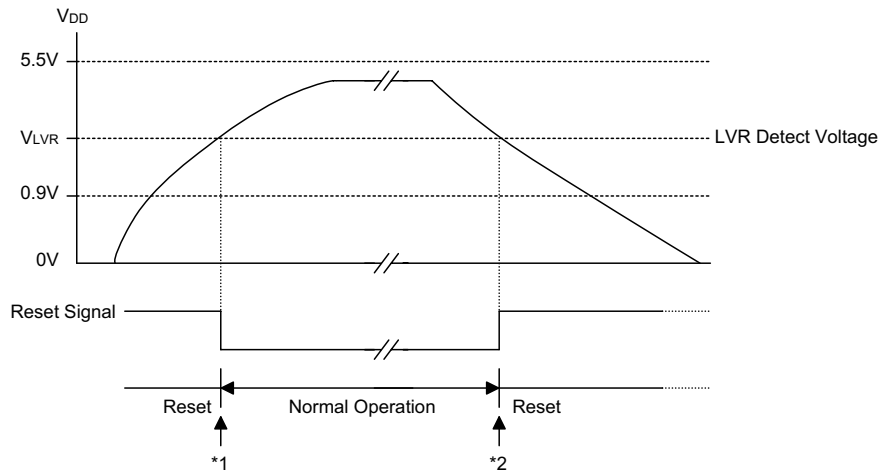 VDD
5.5V
VLVR
LVR Detect Voltage
0.9V
0V
Reset Signal
Reset
Normal Operation
Reset
*1
*2